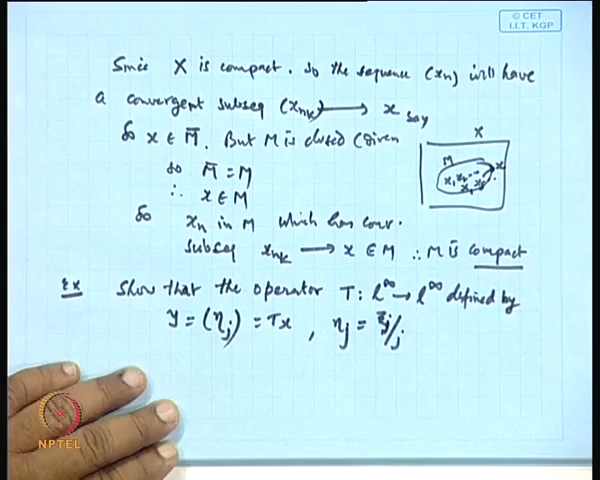 © CET
I.I.T. KGP
Since X is compact. So the sequence (xn) will have
a convergent subseq (xnk) ⟶ x say
So x ∈ M̄. But M is closed (Given
so M̄ = M
∴ x ∈ M
So xn in M which has conv.
subseq xnk ⟶ x ∈ M ∴ M is compact
X
M
x
x1 x2 --
Ex Show that the operator T: l∞ → l∞ defined by
y = (ηj) = Tx , ηj = ξj/j
NPTEL